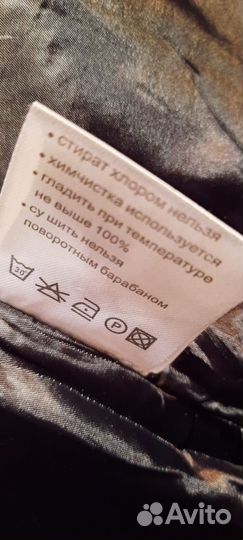 • стират хлором нельзя
• химчистка используется
• гладить при температуре
не выше 100%
• су шить нельзя
поворотным барабаном
30°
P
Avito